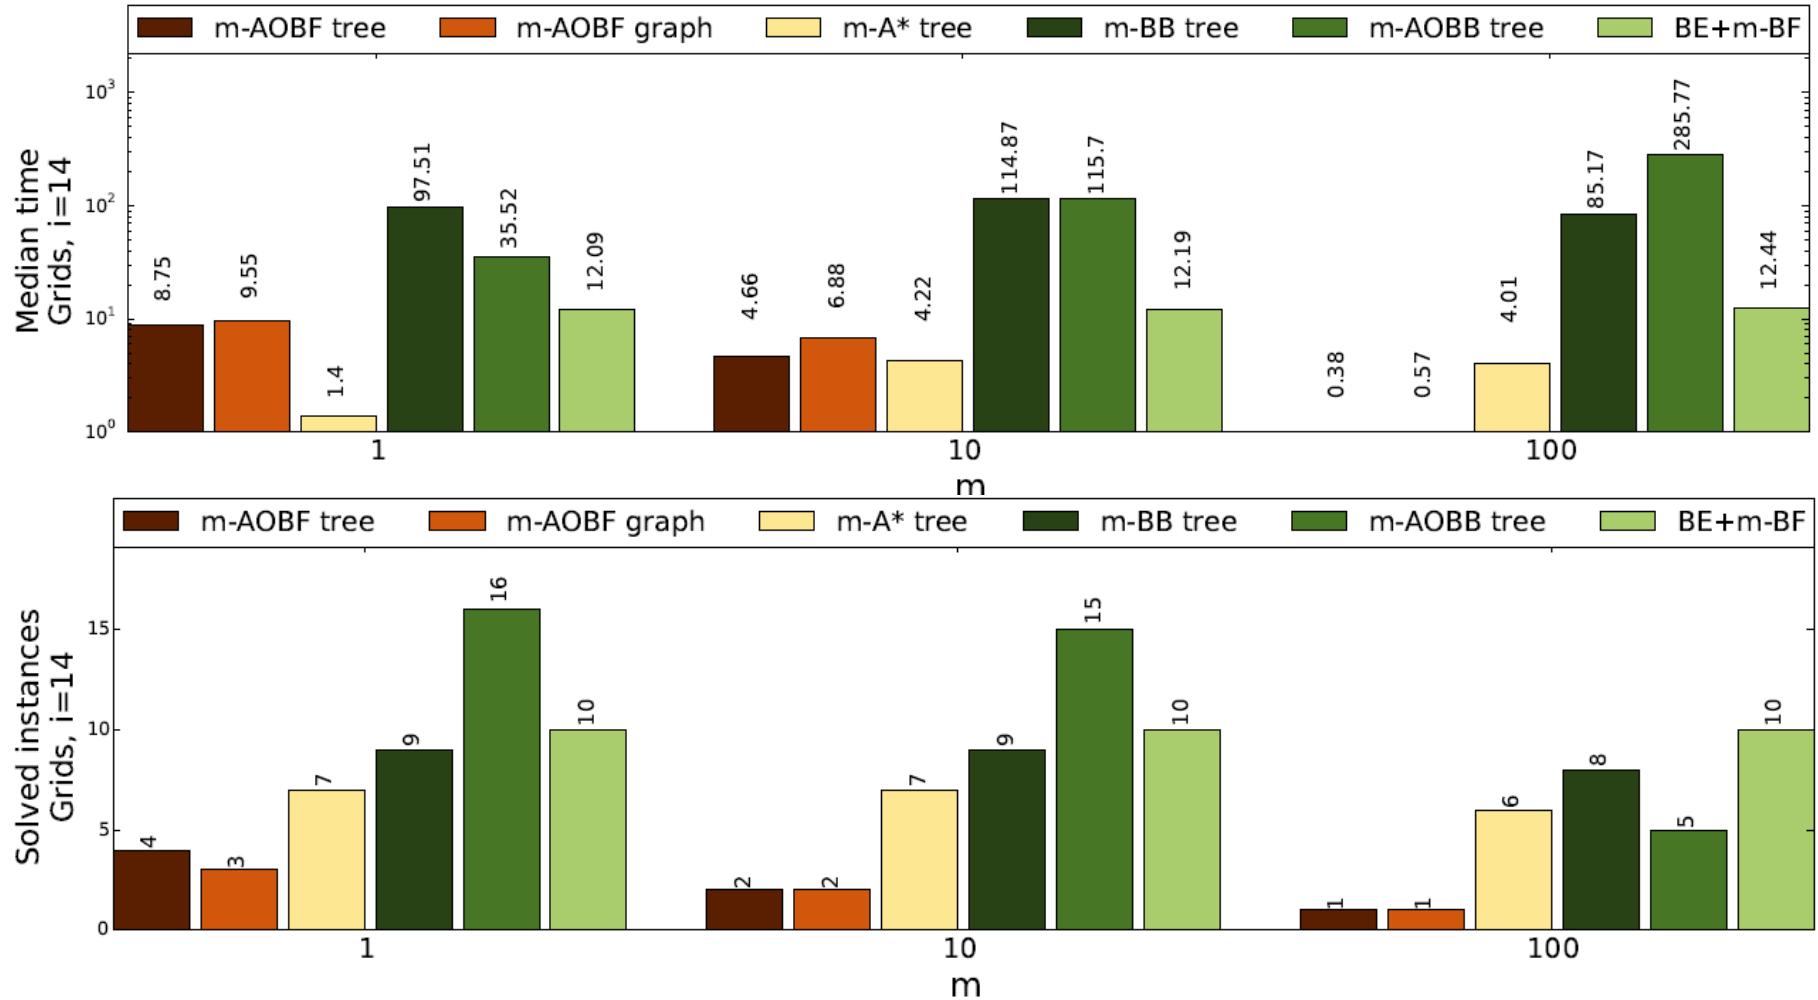 m-AOBF tree m-AOBF graph m-A* tree m-BB tree m-AOBB tree BE+m-BF
Median time
Grids, i=14
10³
10²
10¹
10⁰
8.75 9.55 1.4 97.51 35.52 12.09
4.66 6.88 4.22 114.87 115.7 12.19
0.38 0.57 4.01 85.17 285.77 12.44
1 10 100
m
m-AOBF tree m-AOBF graph m-A* tree m-BB tree m-AOBB tree BE+m-BF
Solved instances
Grids, i=14
15
10
5
0
4 3 7 9 16 10
2 2 7 9 15 10
1 1 6 8 5 10
1 10 100
m